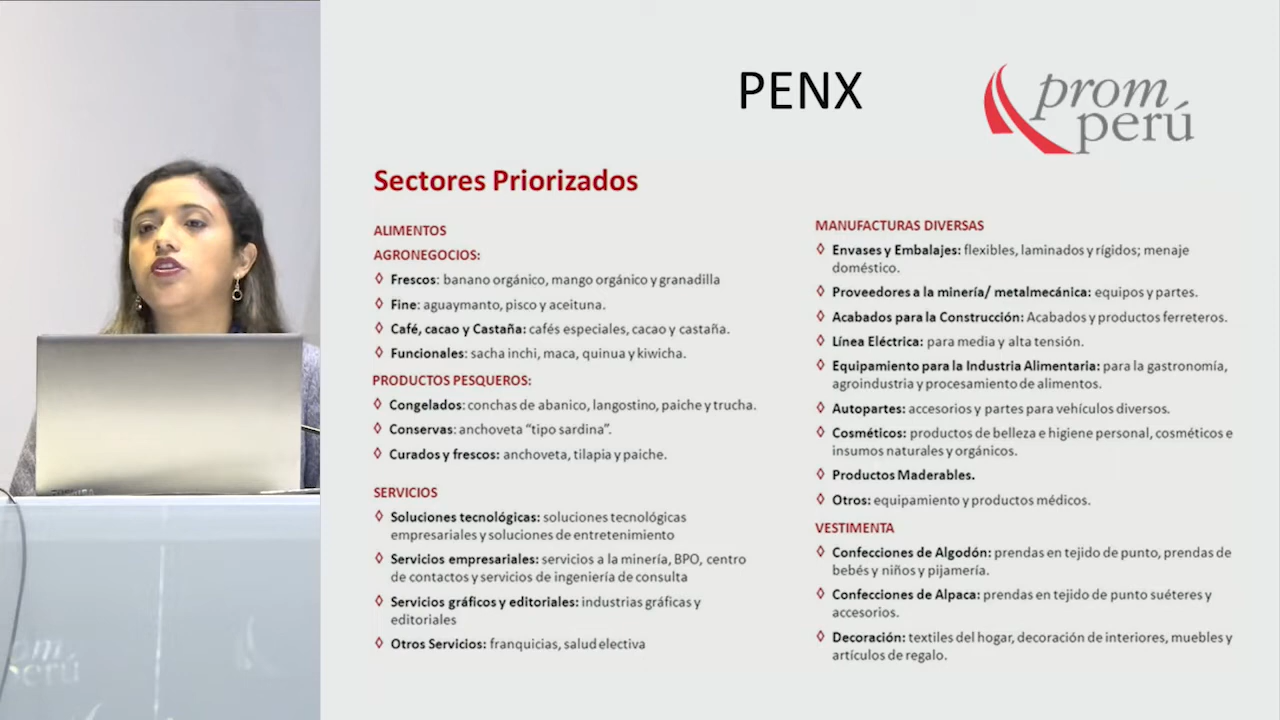 PENX
prom
perú
Sectores Priorizados
ALIMENTOS
AGRONEGOCIOS:
◊ Frescos: banano orgánico, mango orgánico y granadilla
◊ Fine: aguaymanto, pisco y aceituna.
◊ Café, cacao y Castaña: cafés especiales, cacao y castaña.
◊ Funcionales: sacha inchi, maca, quinua y kiwicha.
PRODUCTOS PESQUEROS:
◊ Congelados: conchas de abanico, langostino, paiche y trucha.
◊ Conservas: anchoveta “tipo sardina”.
◊ Curados y frescos: anchoveta, tilapia y paiche.
SERVICIOS
◊ Soluciones tecnológicas: soluciones tecnológicas
empresariales y soluciones de entretenimiento
◊ Servicios empresariales: servicios a la minería, BPO, centro
de contactos y servicios de ingeniería de consulta
◊ Servicios gráficos y editoriales: industrias gráficas y
editoriales
◊ Otros Servicios: franquicias, salud electiva
MANUFACTURAS DIVERSAS
◊ Envases y Embalajes: flexibles, laminados y rígidos; menaje
doméstico.
◊ Proveedores a la minería/ metalmecánica: equipos y partes.
◊ Acabados para la Construcción: Acabados y productos ferreteros.
◊ Línea Eléctrica: para media y alta tensión.
◊ Equipamiento para la Industria Alimentaria: para la gastronomía,
agroindustria y procesamiento de alimentos.
◊ Autopartes: accesorios y partes para vehículos diversos.
◊ Cosméticos: productos de belleza e higiene personal, cosméticos e
insumos naturales y orgánicos.
◊ Productos Maderables.
◊ Otros: equipamiento y productos médicos.
VESTIMENTA
◊ Confecciones de Algodón: prendas en tejido de punto, prendas de
bebés y niños y pijamería.
◊ Confecciones de Alpaca: prendas en tejido de punto suéteres y
accesorios.
◊ Decoración: textiles del hogar, decoración de interiores, muebles y
artículos de regalo.
prom
perú